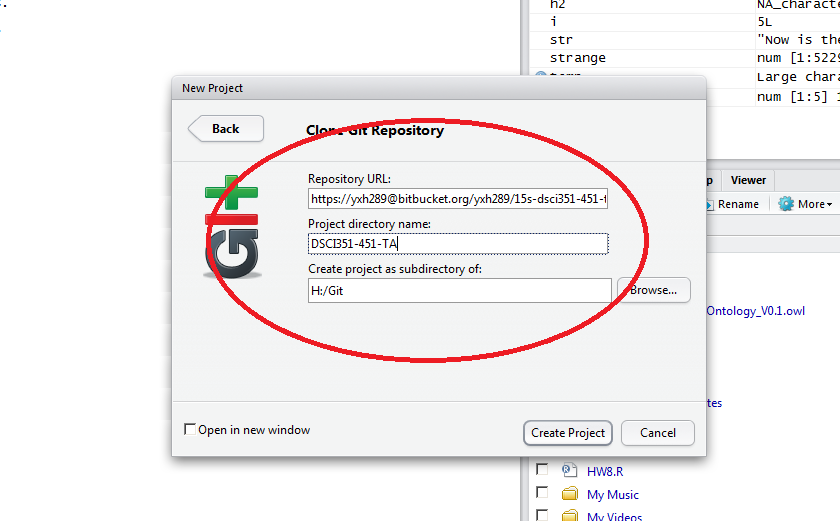 h2 NA_characte
i 5L
str "Now is the
strange num [1:5229
Large chara
num [1:5]
New Project
Back
Clone Git Repository
git
Repository URL:
https://yxh289@bitbucket.org/yxh289/15s-dsci351-451-t
Project directory name:
DSCI351-451-TA
Create project as subdirectory of:
H:/Git
Browse...
Open in new window
Create Project
Cancel
p Viewer
Rename More
Ontology_V0.1.owl
tes
HW8.R
My Music
My Videos